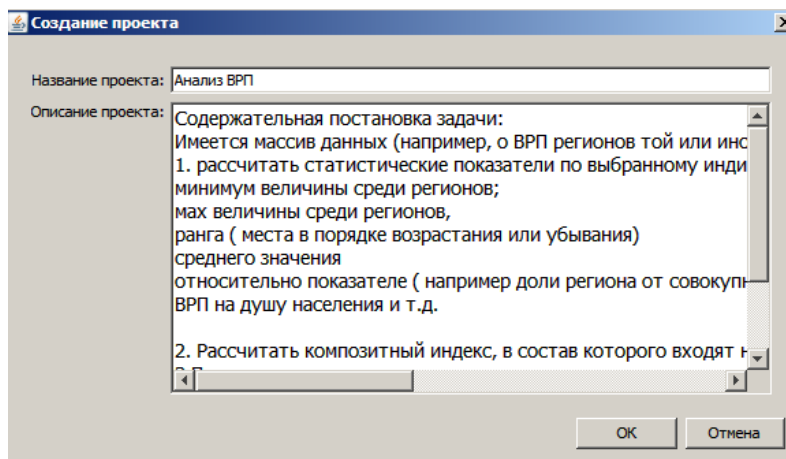 Создание проекта
Название проекта: Анализ ВРП
Описание проекта:
Содержательная постановка задачи:
Имеется массив данных (например, о ВРП регионов той или
1. рассчитать статистические показатели по выбранному
минимум величины среди регионов;
мах величины среди регионов,
ранга ( места в порядке возрастания или убывания)
среднего значения
относительно показателе ( например доли региона от
ВРП на душу населения и т.д.
2. Рассчитать композитный индекс, в состав которого входят
OK
Отмена